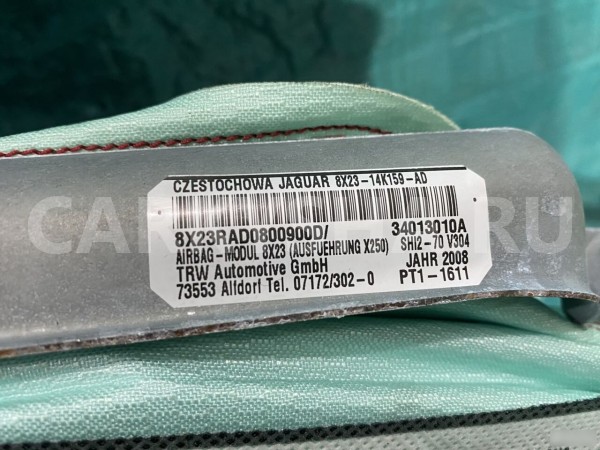 CZESTOCHOWA JAGUAR 8X23-14K159-AD
8X23RAD0800900D/ 34013010A
AIRBAG-MODUL 8X23 (AUSFUEHRUNG X250) SHI2-70 V304
TRW Automotive GmbH JAHR 2008
73553 Alfdorf Tel. 07172/302-0 PT1-1611